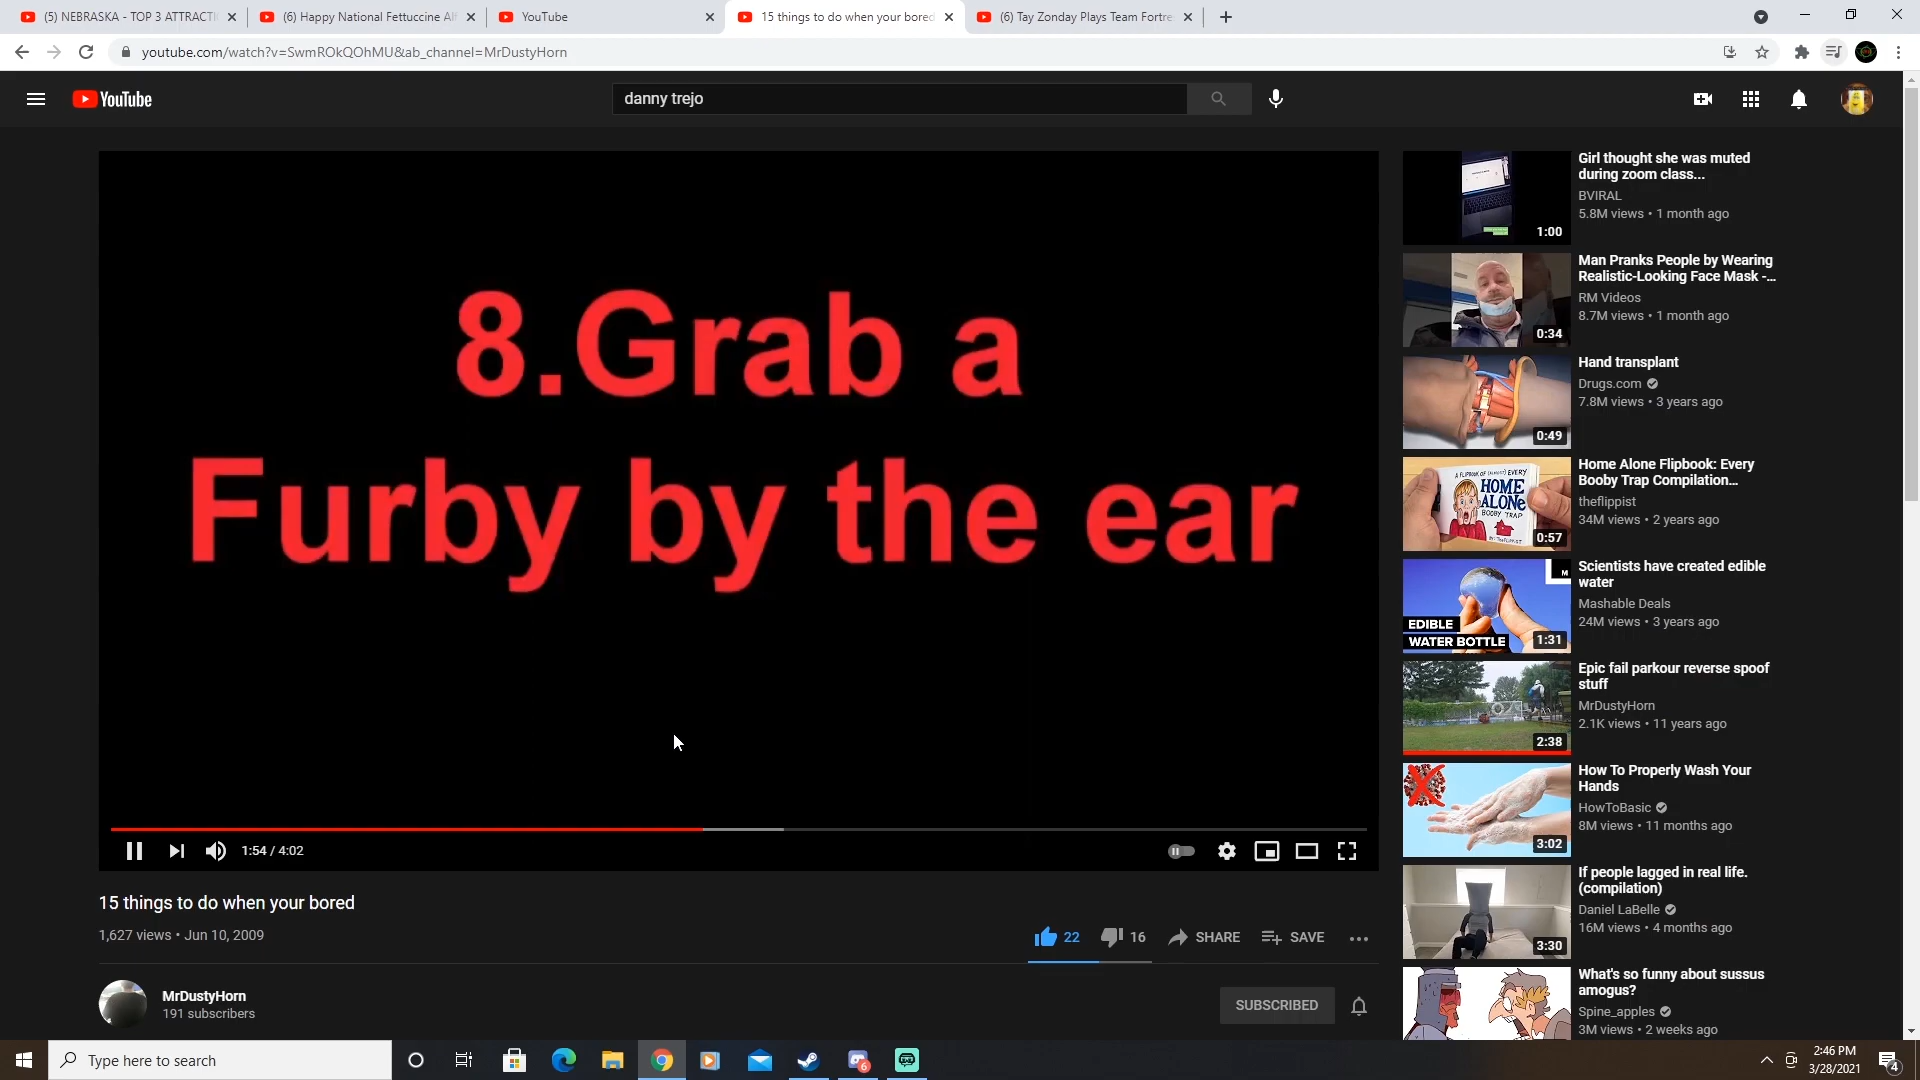 (5) NEBRASKA - TOP 3 ATTRACTI
(6) Happy National Fettuccine Alf
YouTube
15 things to do when your bored
(6) Tay Zonday Plays Team Fortre
youtube.com/watch?v=SwmROkQOhMU&ab_channel=MrDustyHorn
YouTube
danny trejo
8.Grab a
Furby by the ear
1:54 / 4:02
15 things to do when your bored
1,627 views • Jun 10, 2009
22
16
SHARE
SAVE
MrDustyHorn
191 subscribers
SUBSCRIBED
1:00
Girl thought she was muted
during zoom class...
BVIRAL
5.8M views • 1 month ago
0:34
Man Pranks People by Wearing
Realistic-Looking Face Mask -...
RM Videos
8.7M views • 1 month ago
0:49
Hand transplant
Drugs.com
7.8M views • 3 years ago
A FLIPBOOK OF (ALMOST) EVERY
HOME
ALONE
BOOBY TRAP
0:57
Home Alone Flipbook: Every
Booby Trap Compilation...
theflippist
34M views • 2 years ago
M
EDIBLE
WATER BOTTLE
1:31
Scientists have created edible
water
Mashable Deals
24M views • 3 years ago
2:38
Epic fail parkour reverse spoof
stuff
MrDustyHorn
2.1K views • 11 years ago
3:02
How To Properly Wash Your
Hands
HowToBasic
8M views • 11 months ago
3:30
If people lagged in real life.
(compilation)
Daniel LaBelle
16M views • 4 months ago
What's so funny about sussus
amogus?
Spine_apples
3M views • 2 weeks ago
Type here to search
6
2:46 PM
3/28/2021
4